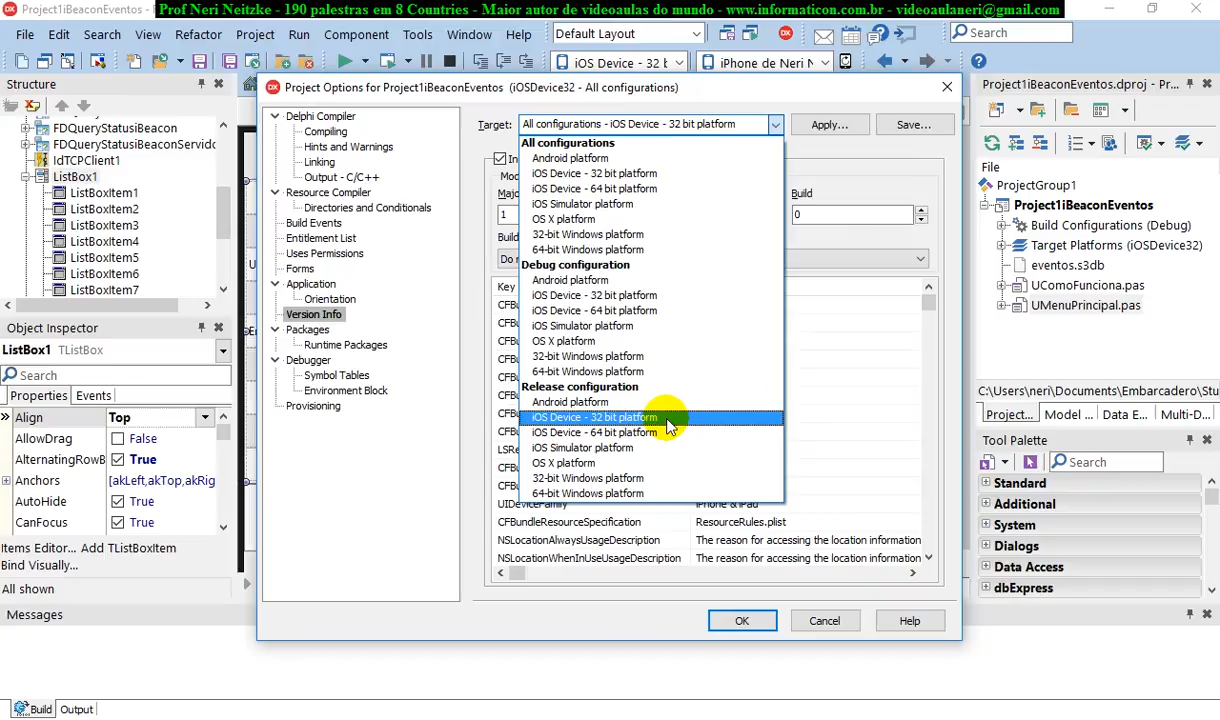 Project1iBeaconEventos -
Prof Neri Neitzke - 190 palestras em 8 Countries - Maior autor de videoaulas do mundo - www.informaticon.com.br - videoaulaneri@gmail.com
File Edit Search View Refactor Project Run Component Tools Window Help
Default Layout
Search
iOS Device - 32 b
iPhone de Neri N
Structure
FDQueryStatusiBeacon
FDQueryStatusiBeaconServido
IdTCPClient1
ListBox1
ListBoxItem1
ListBoxItem2
ListBoxItem3
ListBoxItem4
ListBoxItem5
ListBoxItem6
ListBoxItem7
Object Inspector
ListBox1 TListBox
Search
Properties Events
Align Top
AllowDrag False
AlternatingRowB True
Anchors [akLeft,akTop,akRig
AutoHide True
CanFocus True
Items Editor... Add TListBoxItem
Bind Visually...
All shown
Messages
Build Output
Project Options for Project1iBeaconEventos (iOSDevice32 - All configurations)
Delphi Compiler
Compiling
Hints and Warnings
Linking
Output - C/C++
Resource Compiler
Directories and Conditionals
Build Events
Entitlement List
Uses Permissions
Forms
Application
Orientation
Version Info
Packages
Runtime Packages
Debugger
Symbol Tables
Environment Block
Provisioning
Target: All configurations - iOS Device - 32 bit platform
Apply... Save...
All configurations
Android platform
iOS Device - 32 bit platform
iOS Device - 64 bit platform
iOS Simulator platform
OS X platform
32-bit Windows platform
64-bit Windows platform
Debug configuration
Android platform
iOS Device - 32 bit platform
iOS Device - 64 bit platform
iOS Simulator platform
OS X platform
32-bit Windows platform
64-bit Windows platform
Release configuration
Android platform
iOS Device - 32 bit platform
iOS Device - 64 bit platform
iOS Simulator platform
OS X platform
32-bit Windows platform
64-bit Windows platform
Build
1
0
Key
UIDeviceFamily iPhone & iPad
CFBundleResourceSpecification ResourceRules.plist
NSLocationAlwaysUsageDescription The reason for accessing the location information
NSLocationWhenInUseUsageDescription The reason for accessing the location information
OK Cancel Help
Project1iBeaconEventos.dproj - Pr...
File
ProjectGroup1
Project1iBeaconEventos
Build Configurations (Debug)
Target Platforms (iOSDevice32)
eventos.s3db
UComoFunciona.pas
UMenuPrincipal.pas
C:\Users\neri\Documents\Embarcadero\Stu
Project... Model ... Data E... Multi-D...
Tool Palette
Search
Standard
Additional
System
Dialogs
Data Access
dbExpress